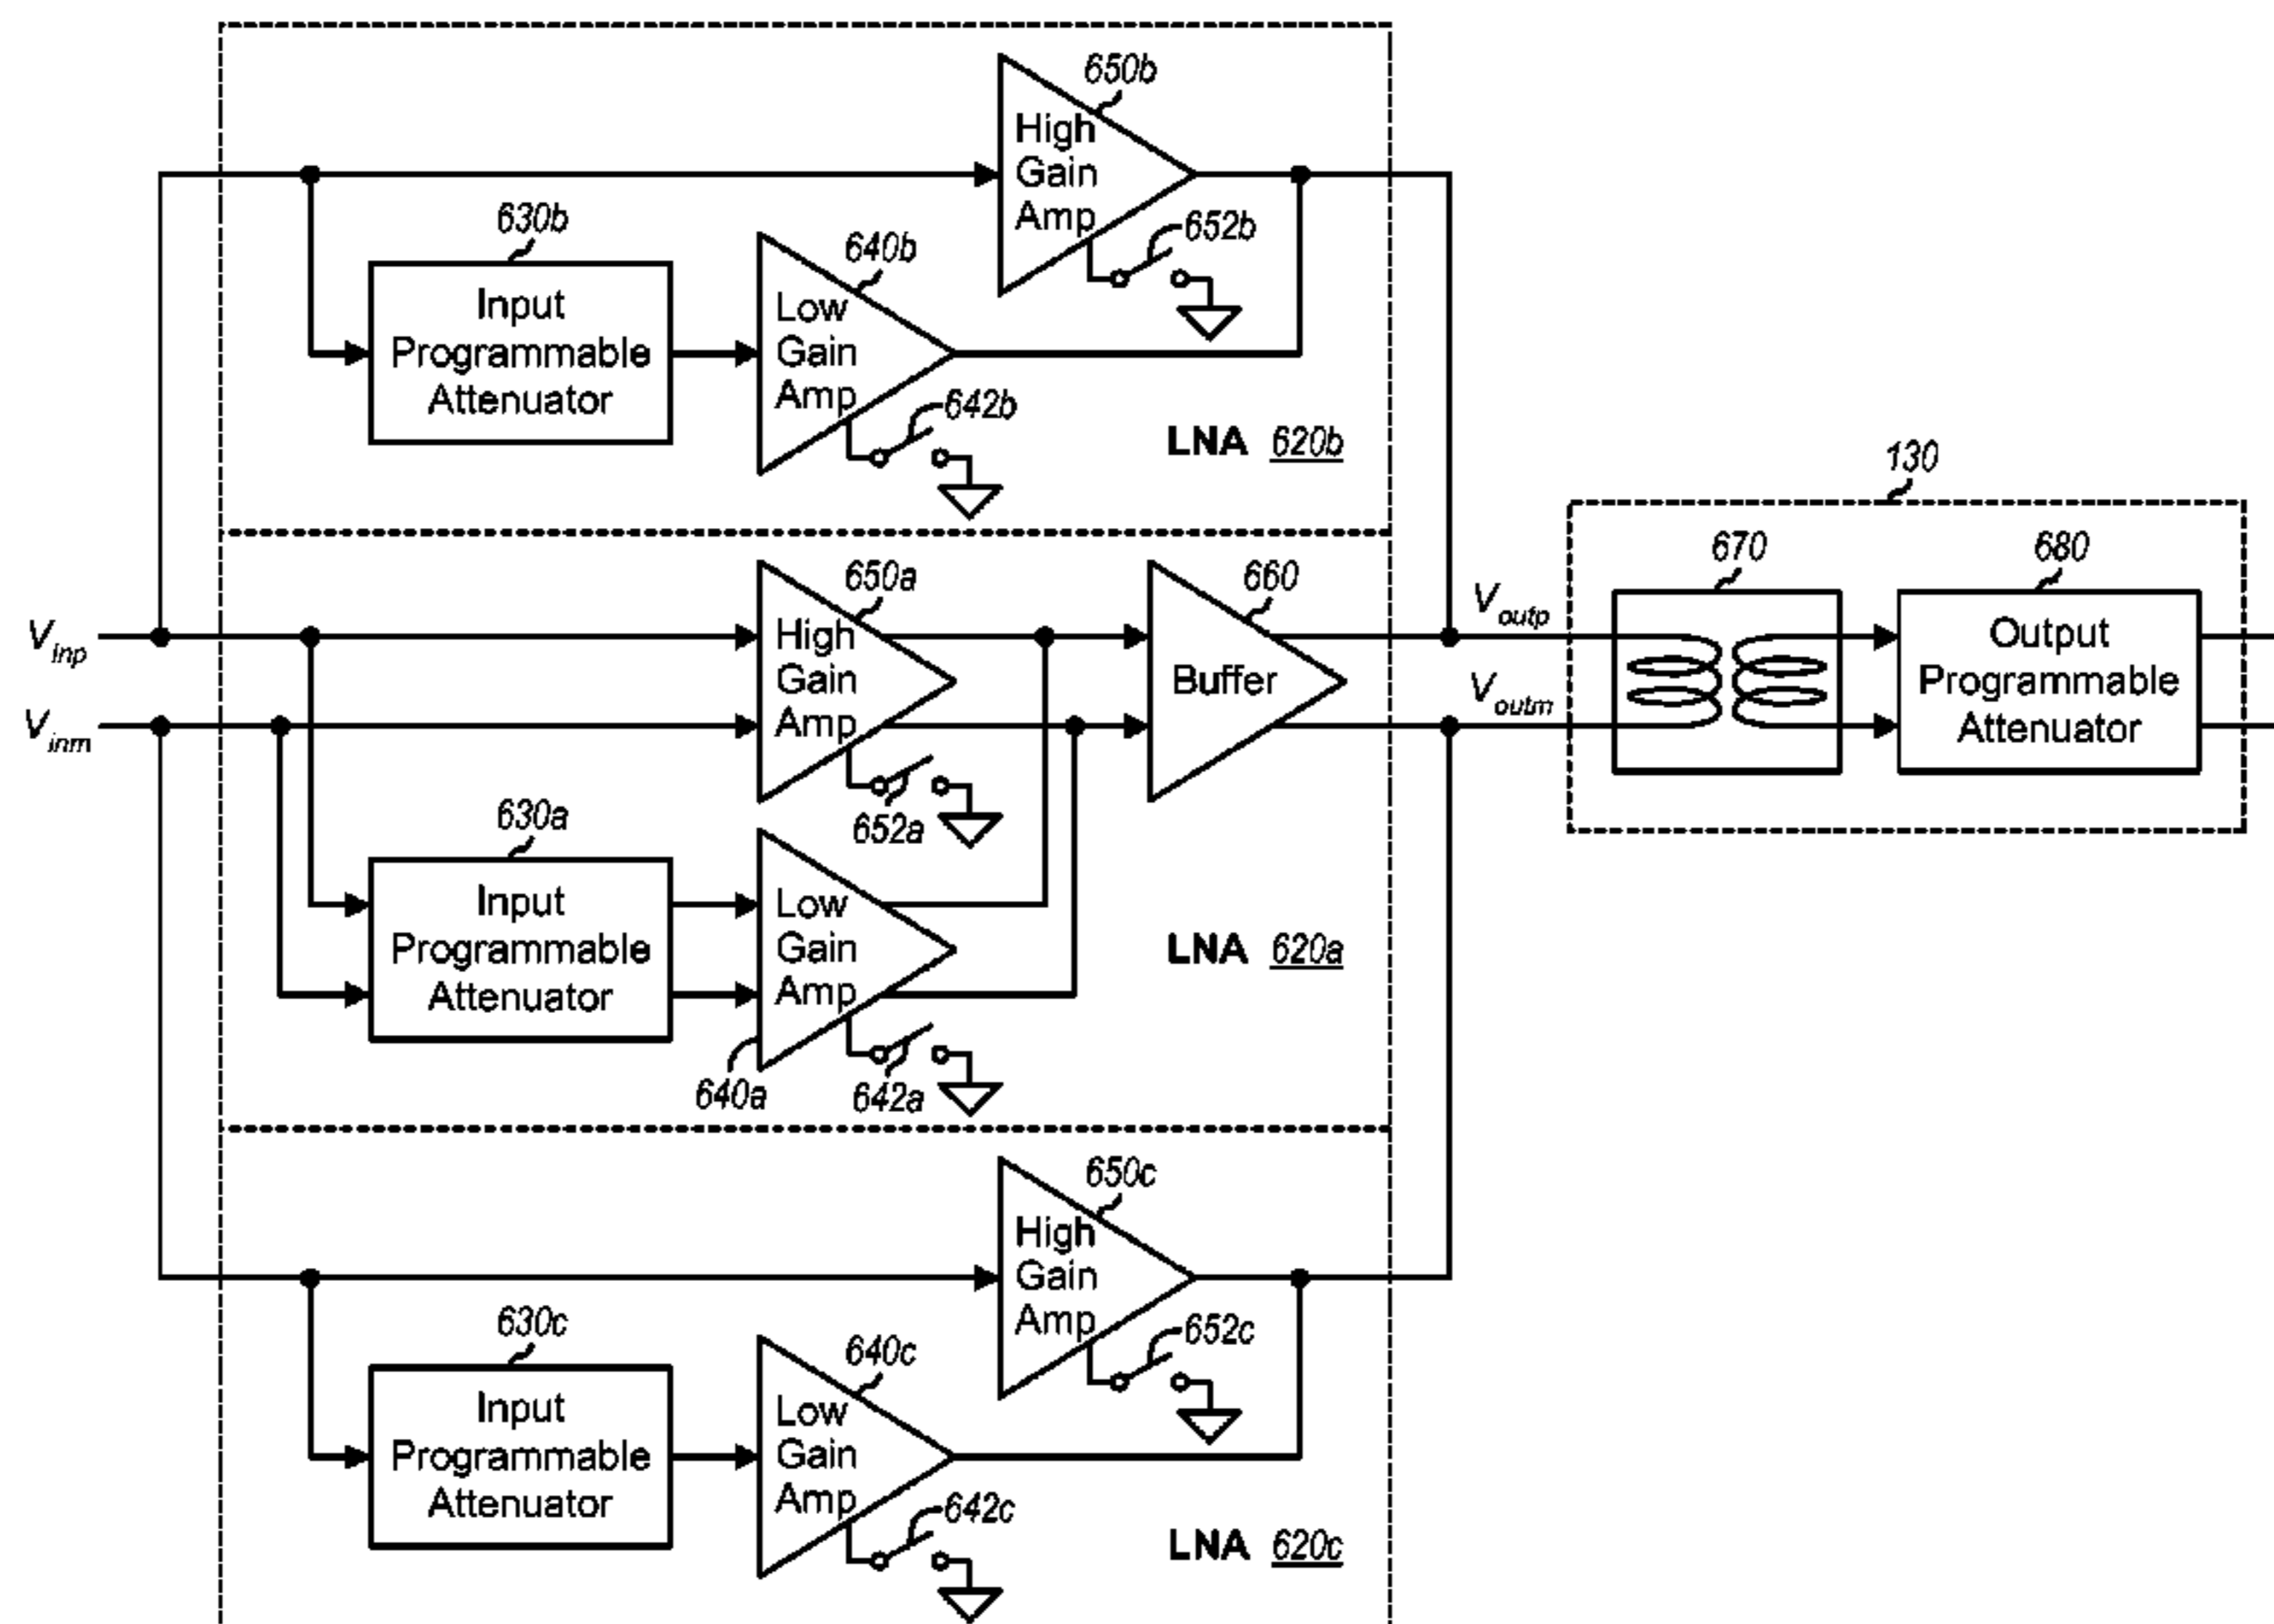 650b
High
Gain
Amp
652b
630b
Input
Programmable
Attenuator
640b
Low
Gain
Amp
642b
LNA 620b
V_inp
V_inm
650a
High
Gain
Amp
652a
660
Buffer
630a
Input
Programmable
Attenuator
Low
Gain
Amp
640a
642a
LNA 620a
V_outp
V_outm
130
670
680
Output
Programmable
Attenuator
650c
High
Gain
Amp
652c
630c
Input
Programmable
Attenuator
640c
Low
Gain
Amp
642c
LNA 620c